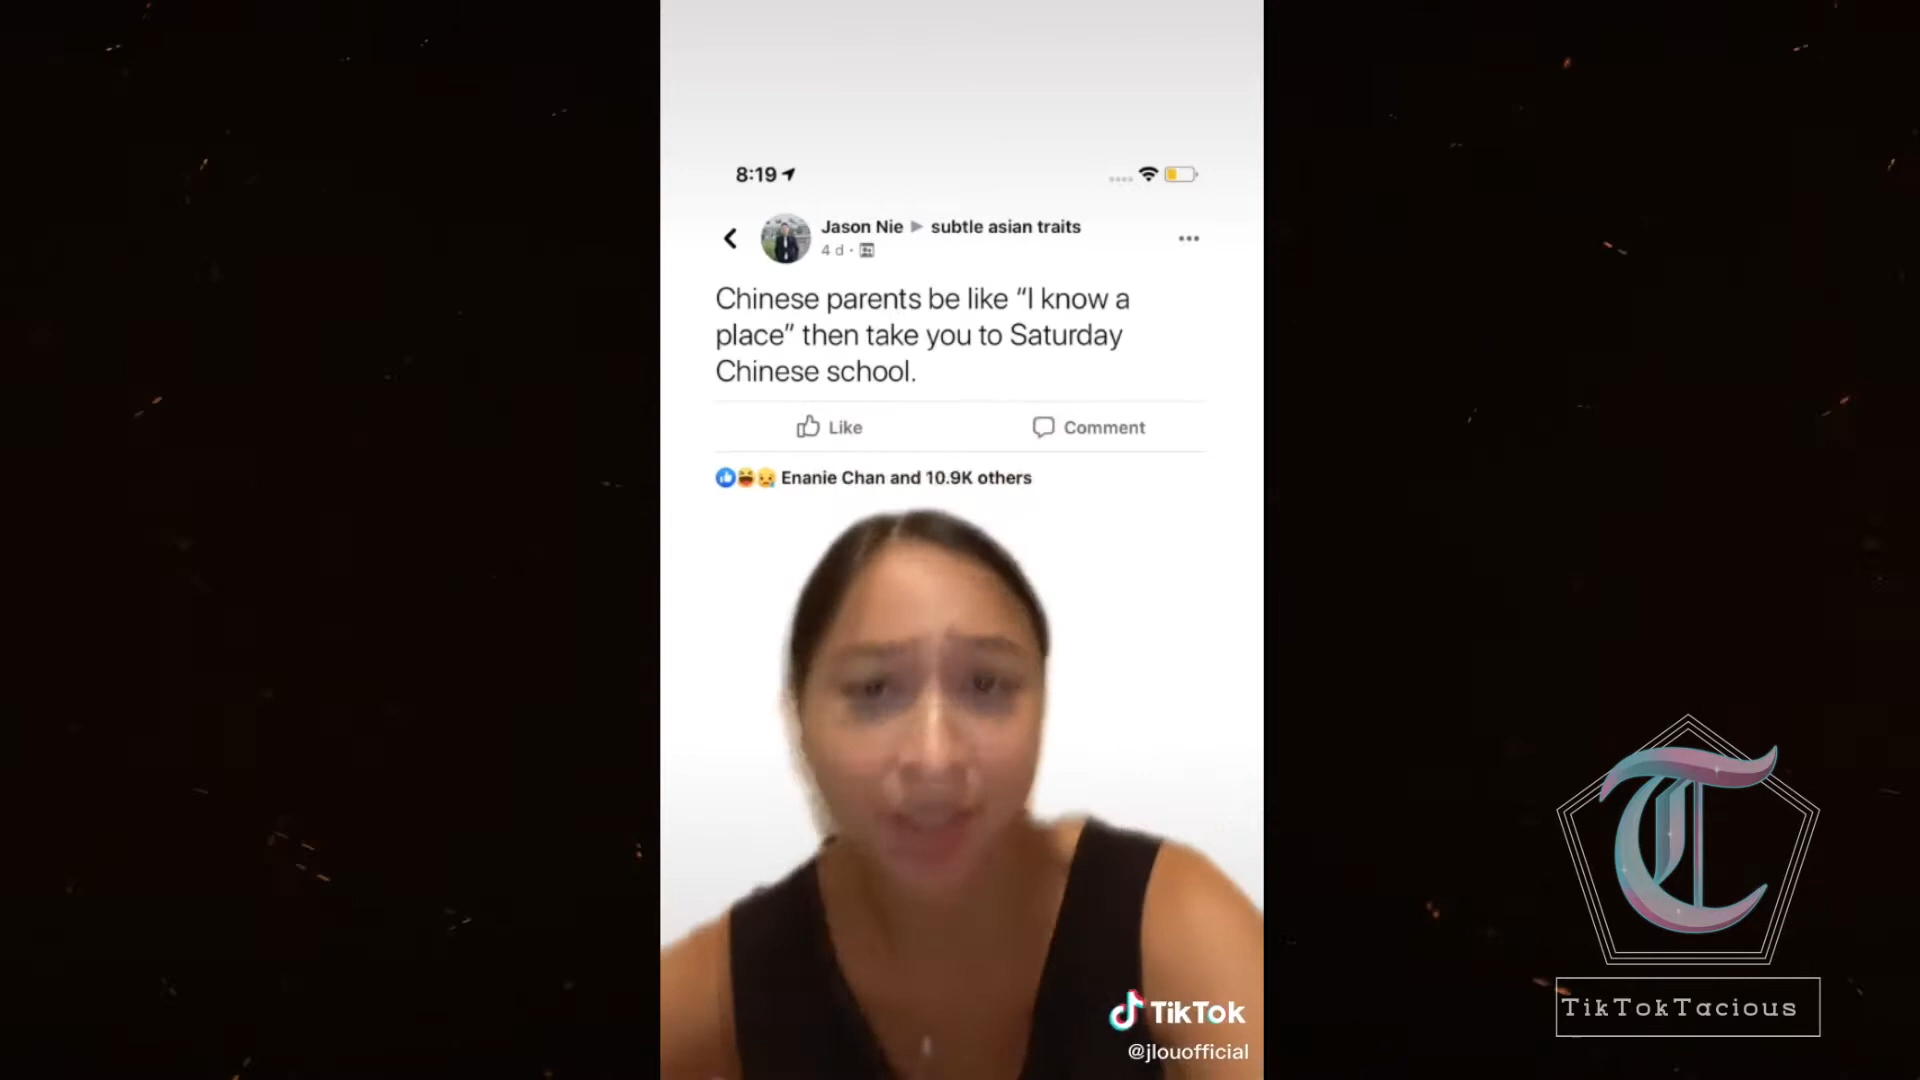 8:19
Jason Nie ▶ subtle asian traits
4 d ·
Chinese parents be like “I know a
place” then take you to Saturday
Chinese school.
Like
Comment
Enanie Chan and 10.9K others
TikTok
@jlouofficial
T
TikTokTacious